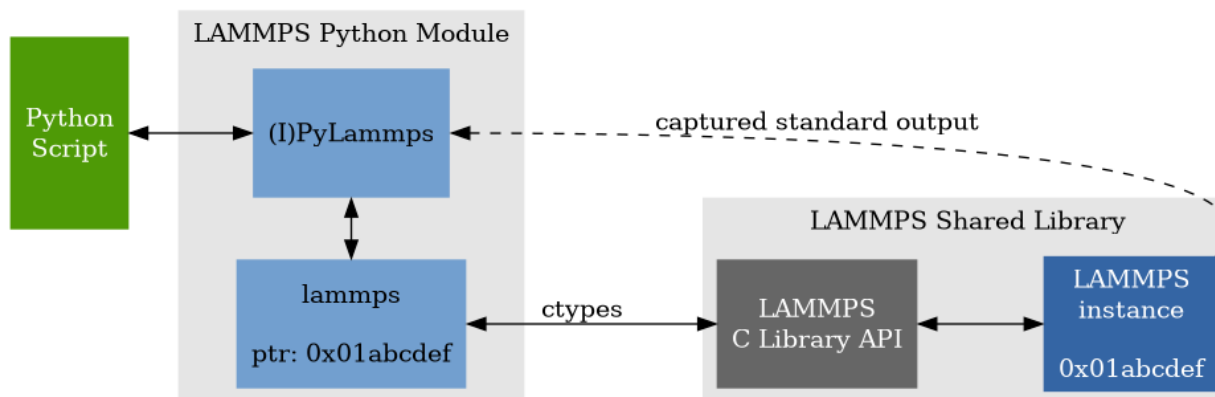 LAMMPS Python Module
Python
Script
(I)PyLammps
captured standard output
LAMMPS Shared Library
lammps
ptr: 0x01abcdef
ctypes
LAMMPS
C Library API
LAMMPS
instance
0x01abcdef